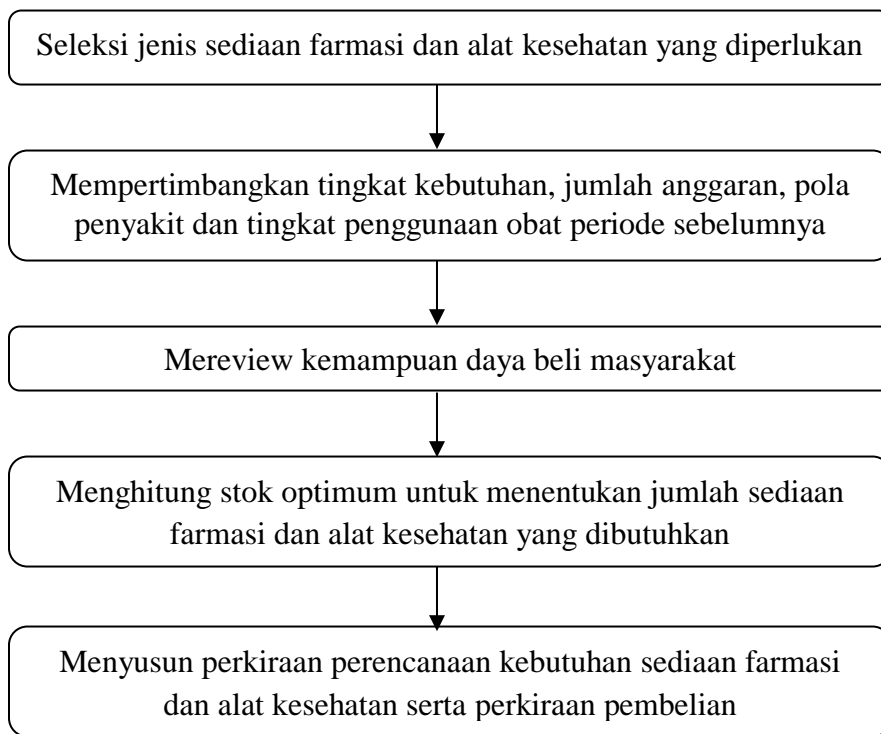 Seleksi jenis sediaan farmasi dan alat kesehatan yang diperlukan
Mempertimbangkan tingkat kebutuhan, jumlah anggaran, pola
penyakit dan tingkat penggunaan obat periode sebelumnya
Mereview kemampuan daya beli masyarakat
Menghitung stok optimum untuk menentukan jumlah sediaan
farmasi dan alat kesehatan yang dibutuhkan
Menyusun perkiraan perencanaan kebutuhan sediaan farmasi
dan alat kesehatan serta perkiraan pembelian